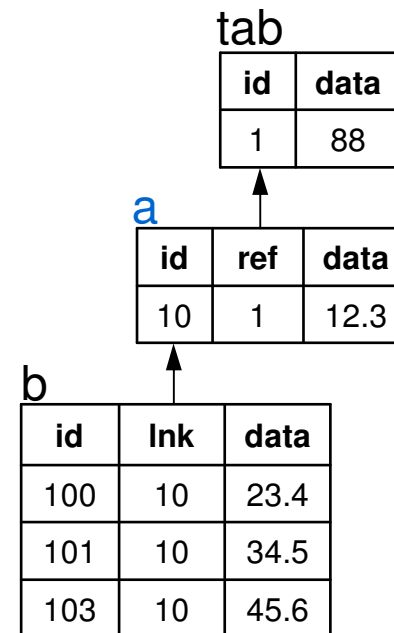 tab
id data
1 88
a
id ref data
10 1 12.3
b
id lnk data
100 10 23.4
101 10 34.5
103 10 45.6